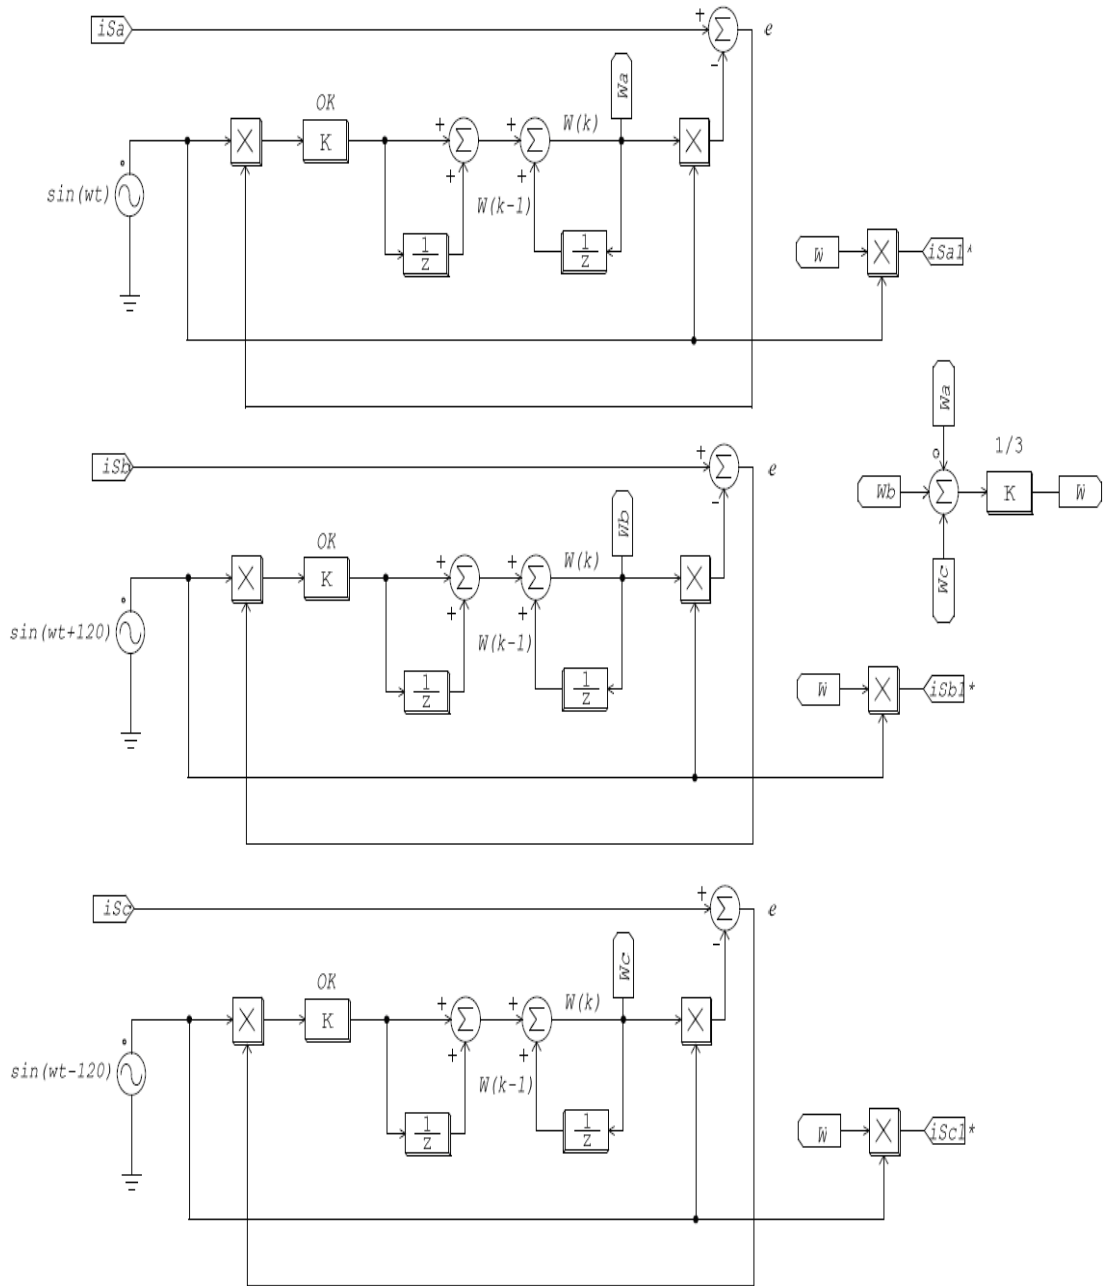 iSa
e
Wa
OK
W(k)
+
+
-
X
K
+
Σ
+
Σ
X
sin(wt)
+
+
W(k-1)
1/z
1/z
W
X
iSa1*
Wa
1/3
Wb
Σ
K
W
Wc
iSb
+
Σ
e
-
Wb
OK
W(k)
X
K
+
Σ
+
Σ
X
sin(wt+120)
+
+
W(k-1)
1/z
1/z
W
X
iSb1*
iSc
+
Σ
e
-
Wc
OK
W(k)
X
K
+
Σ
+
Σ
X
sin(wt-120)
+
+
W(k-1)
1/z
1/z
W
X
iSc1*